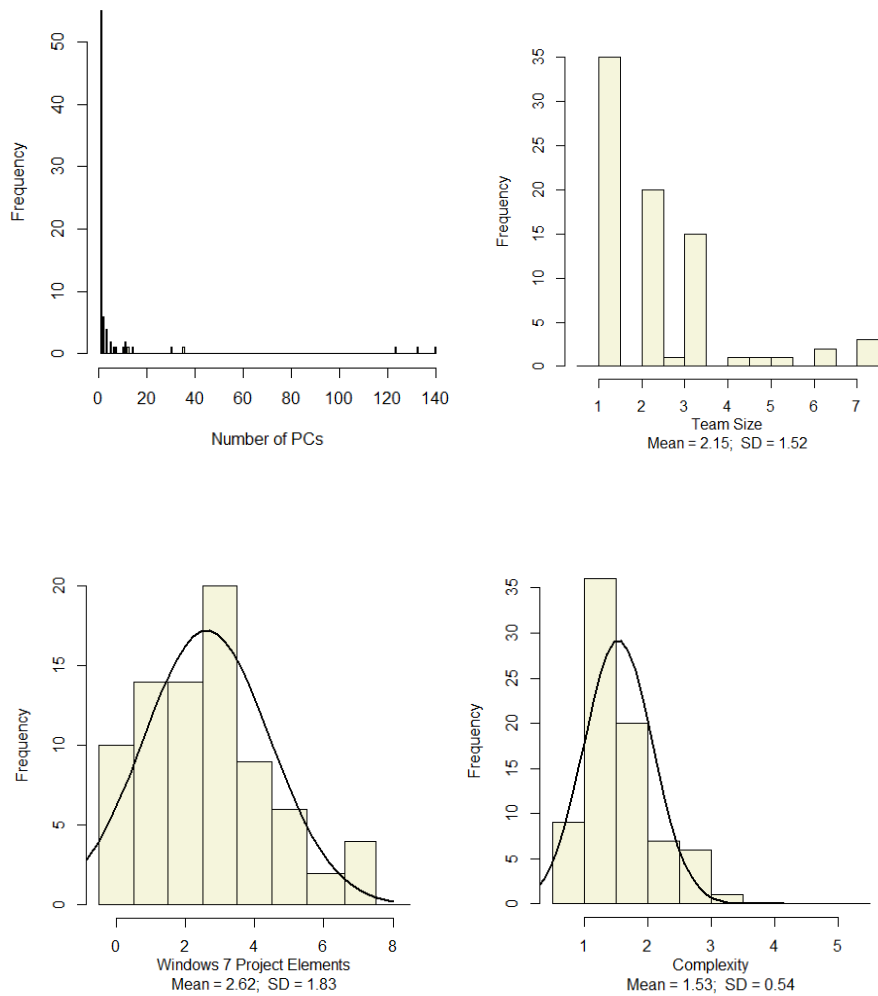 Frequency
50
40
30
20
10
0
0 20 40 60 80 100 120 140
Number of PCs
Frequency
35
30
25
20
15
10
5
0
1 2 3 4 5 6 7
Team Size
Mean = 2.15; SD = 1.52
Frequency
20
15
10
5
0
0 2 4 6 8
Windows 7 Project Elements
Mean = 2.62; SD = 1.83
Frequency
35
30
25
20
15
10
5
0
1 2 3 4 5
Complexity
Mean = 1.53; SD = 0.54